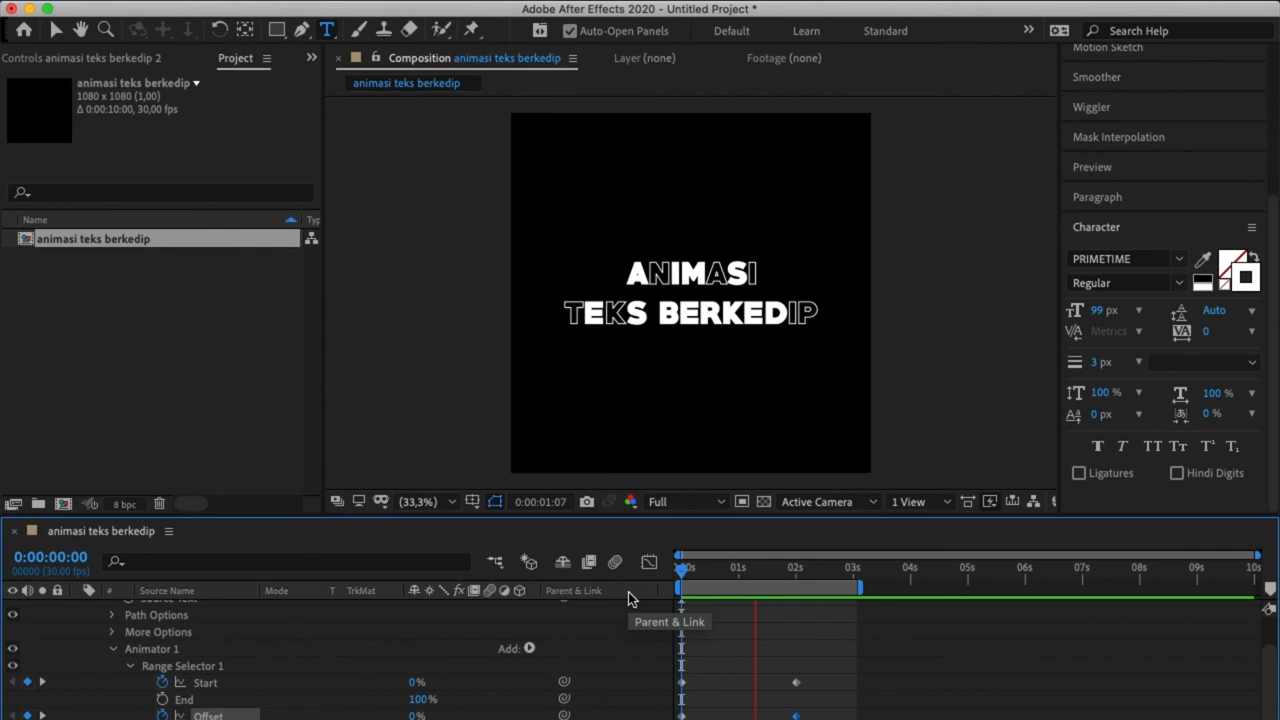 Adobe After Effects 2020 - Untitled Project *
Auto-Open Panels
Default
Learn
Standard
Search Help
Controls animasi teks berkedip 2
Project
Composition animasi teks berkedip
Layer (none)
Footage (none)
animasi teks berkedip
animasi teks berkedip
1080 x 1080 (1,00)
Δ 0:00:10:00, 30,00 fps
Name
Typ
animasi teks berkedip
8 bpc
ANIMASI
TEKS BERKEDIP
(33,3%)
0:00:01:07
Full
Active Camera
1 View
Motion Sketch
Smoother
Wiggler
Mask Interpolation
Preview
Paragraph
Character
PRIMETIME
Regular
99 px
Auto
Metrics
0
3 px
100 %
100 %
0 px
0 %
Ligatures
Hindi Digits
animasi teks berkedip
0:00:00:00
00000 (30.00 fps)
# Source Name
Mode
T TrkMat
Parent & Link
01s
02s
03s
04s
05s
06s
07s
08s
09s
10s
Path Options
More Options
Parent & Link
Animator 1
Add:
Range Selector 1
Start
0%
End
100%
Offset
0%